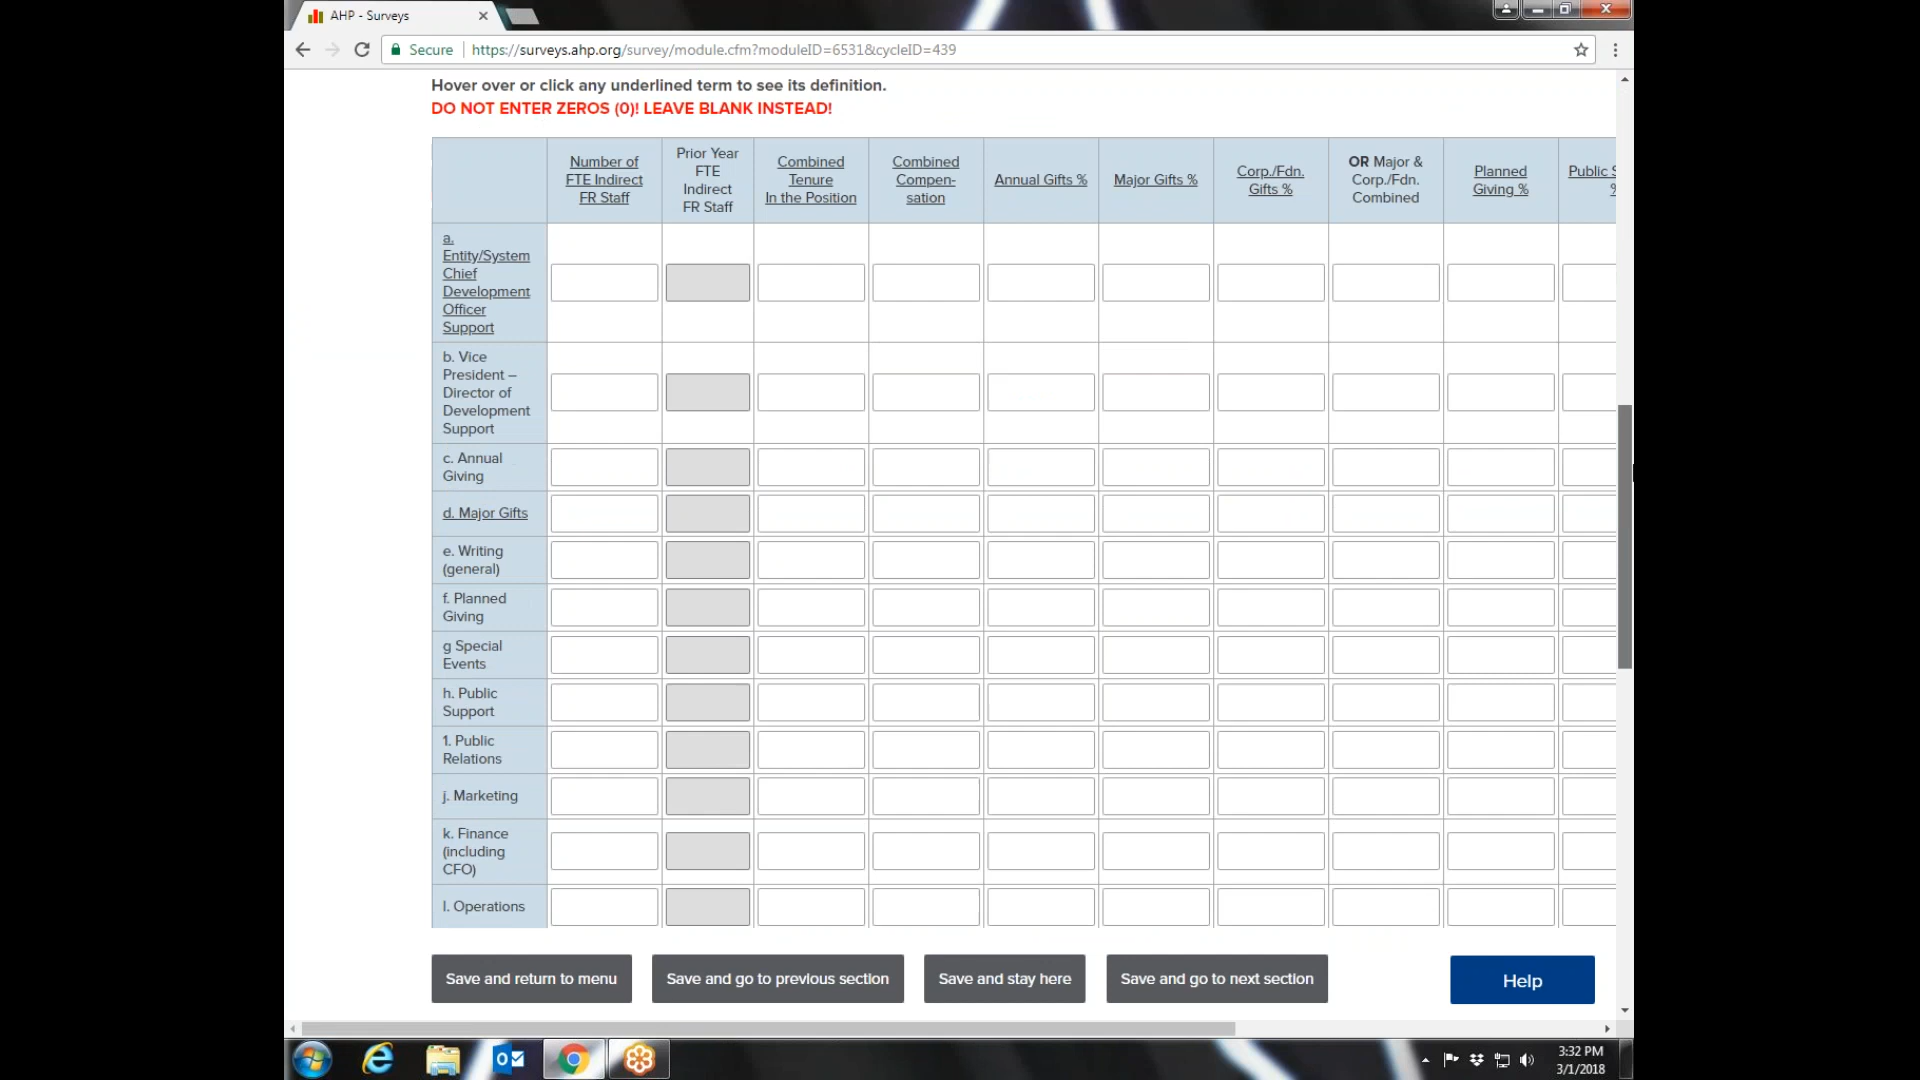 AHP - Surveys
Secure
https://surveys.ahp.org/survey/module.cfm?moduleID=6531&cycleID=439
Hover over or click any underlined term to see its definition.
DO NOT ENTER ZEROS (0)! LEAVE BLANK INSTEAD!
Number of
FTE Indirect
FR Staff
Prior Year
FTE
Indirect
FR Staff
Combined
Tenure
In the Position
Combined
Compen-
sation
Annual Gifts %
Major Gifts %
Corp./Fdn.
Gifts %
OR Major &
Corp./Fdn.
Combined
Planned
Giving %
Public S
%
a.
Entity/System
Chief
Development
Officer
Support
b. Vice
President –
Director of
Development
Support
c. Annual
Giving
d. Major Gifts
e. Writing
(general)
f. Planned
Giving
g Special
Events
h. Public
Support
1. Public
Relations
j. Marketing
k. Finance
(including
CFO)
l. Operations
Save and return to menu
Save and go to previous section
Save and stay here
Save and go to next section
Help
3:32 PM
3/1/2018